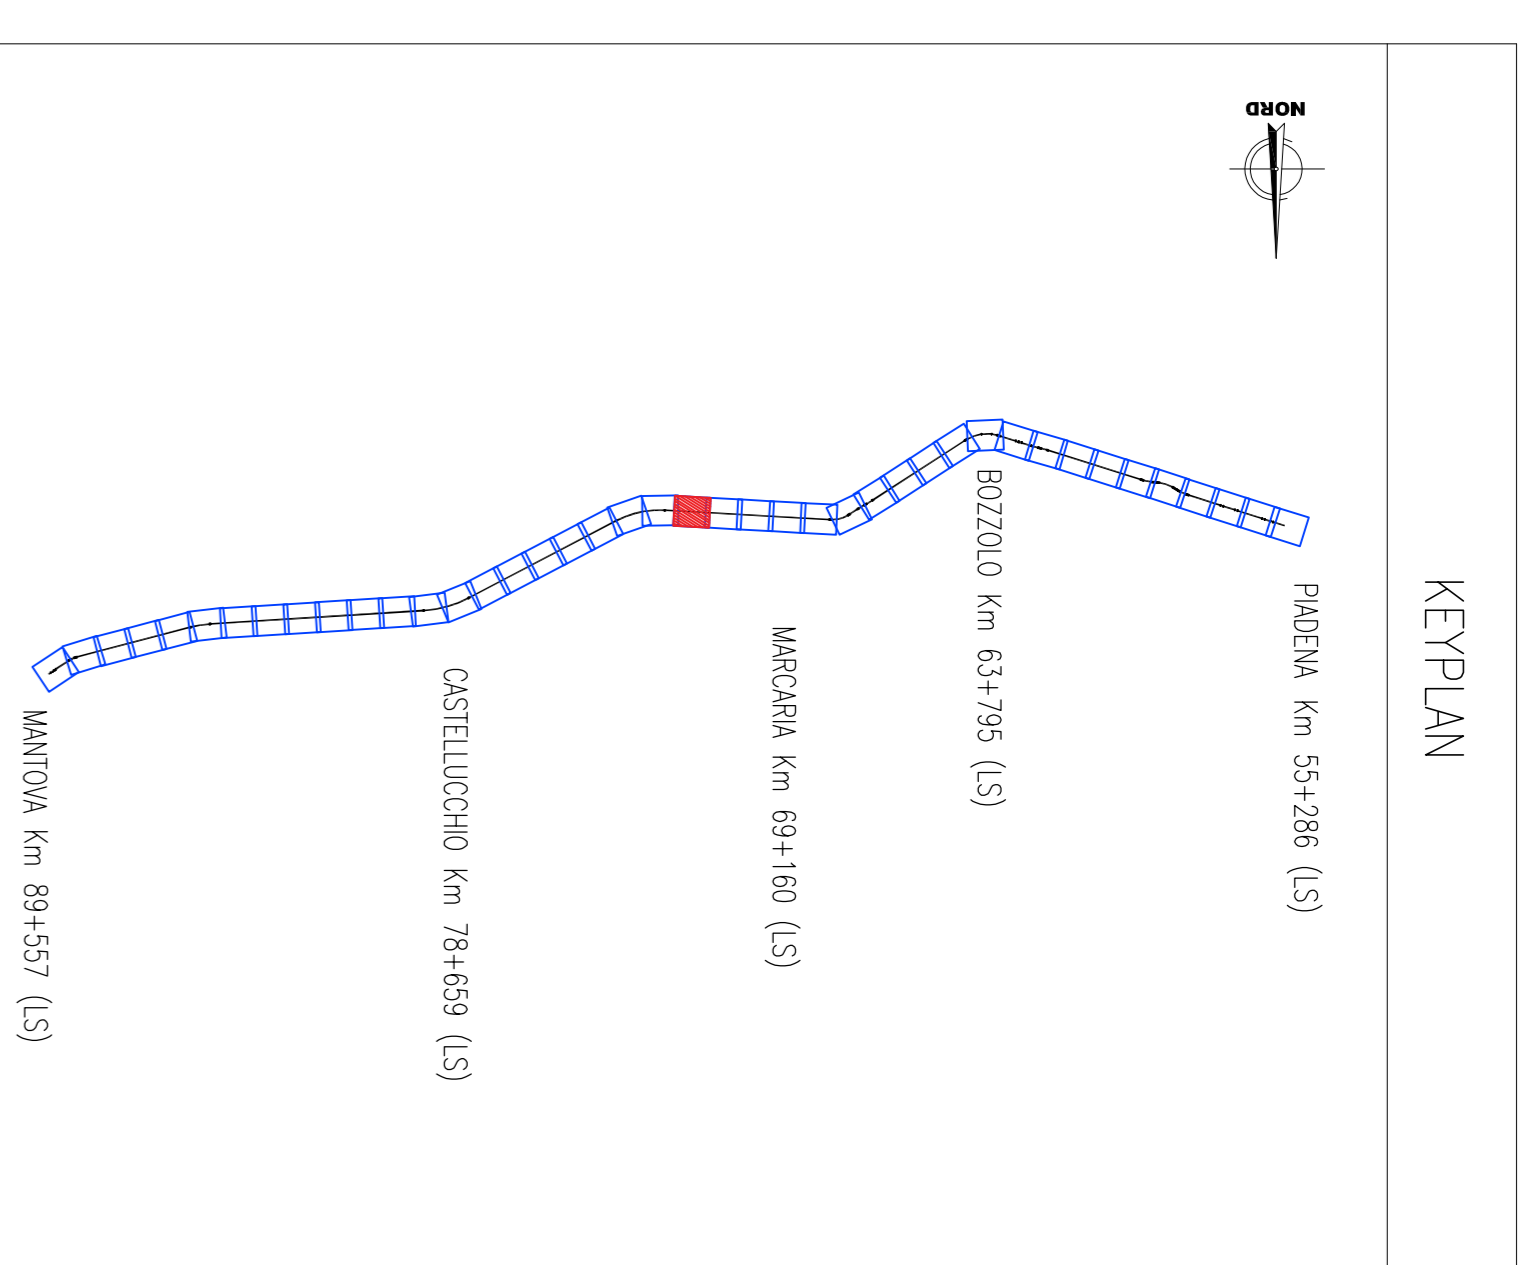 KEYPLAN
NORD
PIADENA Km 55+286 (LS)
BOZZOLO Km 63+795 (LS)
MARCARIA Km 69+160 (LS)
CASTELLUCCHIO Km 78+659 (LS)
MANTOVA Km 89+557 (LS)